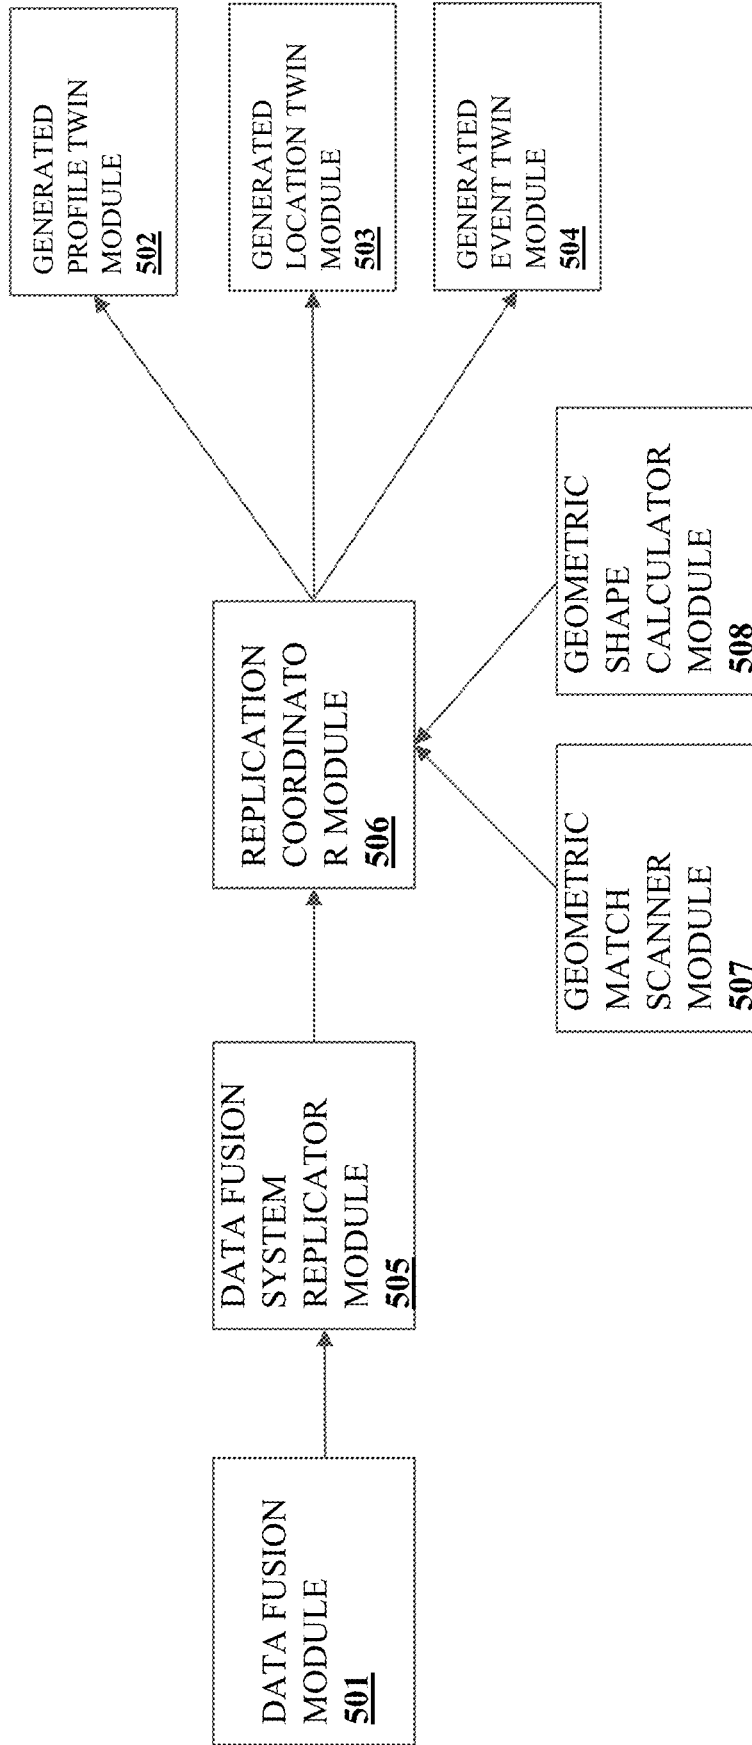 DATA FUSION
MODULE
501
DATA FUSION
SYSTEM
REPLICATOR
MODULE
505
REPLICATION
COORDINATO
R MODULE
506
GENERATED
PROFILE TWIN
MODULE
502
GENERATED
LOCATION TWIN
MODULE
503
GENERATED
EVENT TWIN
MODULE
504
GEOMETRIC
MATCH
SCANNER
MODULE
507
GEOMETRIC
SHAPE
CALCULATOR
MODULE
508